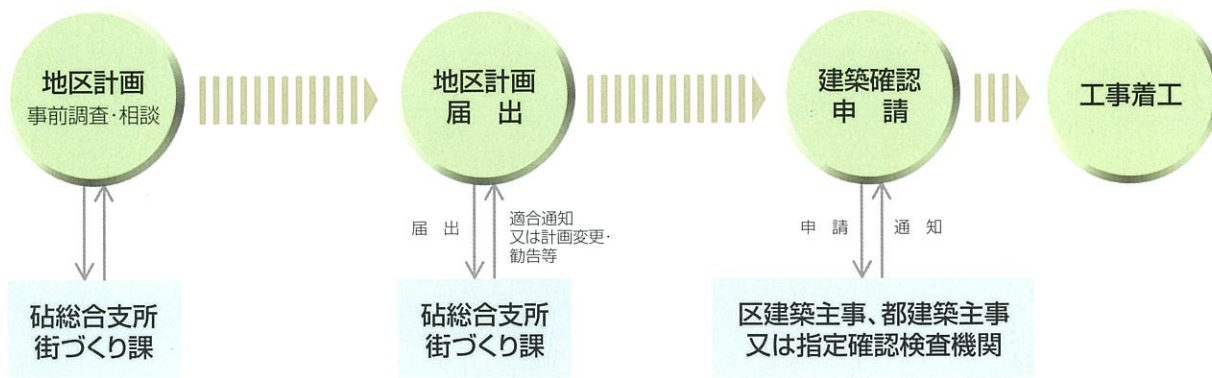 地区計画
事前調査・相談
地区計画
届　出
建築確認
申　請
工事着工
届　出
適合通知
又は計画変更・
勧告等
申　請
通　知
砧総合支所
街づくり課
砧総合支所
街づくり課
区建築主事、都建築主事
又は指定確認検査機関